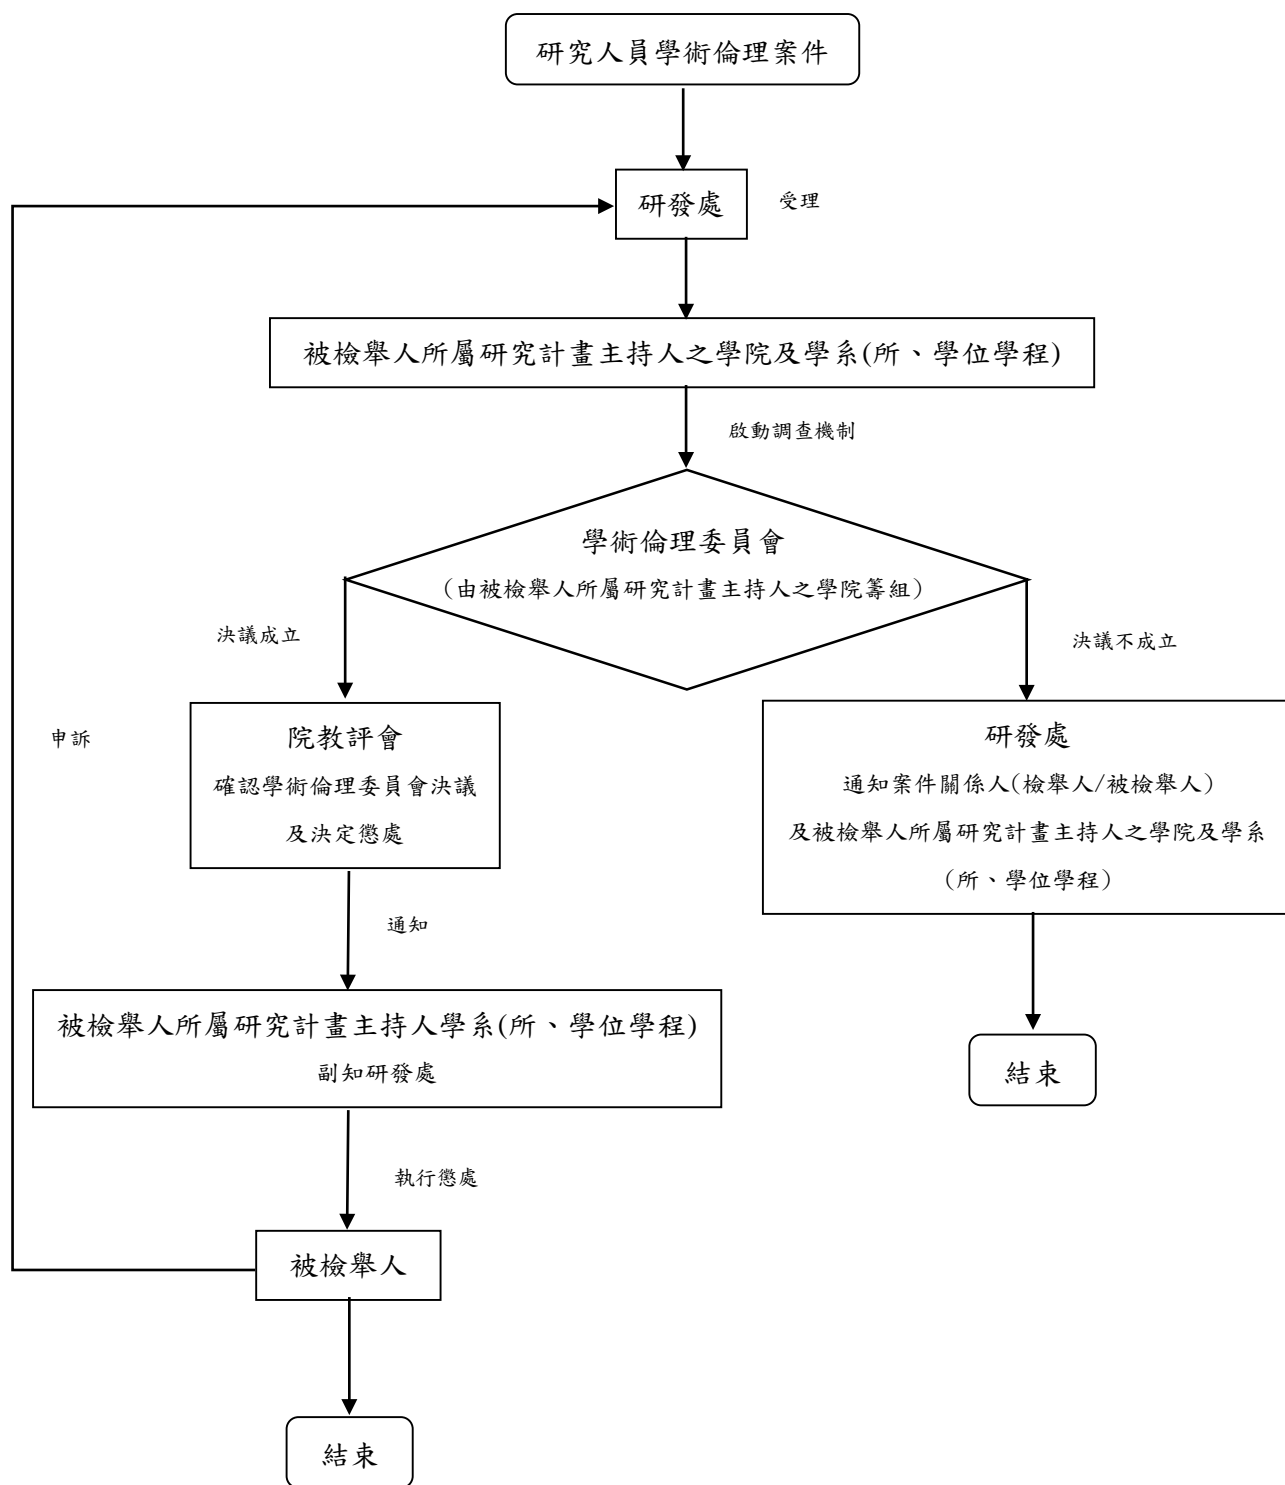 研究人員學術倫理案件
研發處
受理
被檢舉人所屬研究計畫主持人之學院及學系(所、學位學程)
啟動調查機制
學術倫理委員會
(由被檢舉人所屬研究計畫主持人之學院籌組)
決議成立
決議不成立
申訴
院教評會
確認學術倫理委員會決議
及決定懲處
研發處
通知案件關係人(檢舉人/被檢舉人)
及被檢舉人所屬研究計畫主持人之學院及學系
(所、學位學程)
通知
被檢舉人所屬研究計畫主持人學系(所、學位學程)
副知研發處
結束
執行懲處
被檢舉人
結束